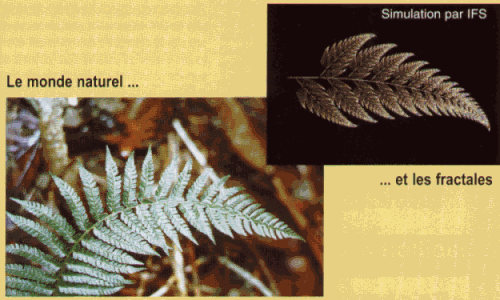 Simulation par IFS
Le monde naturel ...
... et les fractales